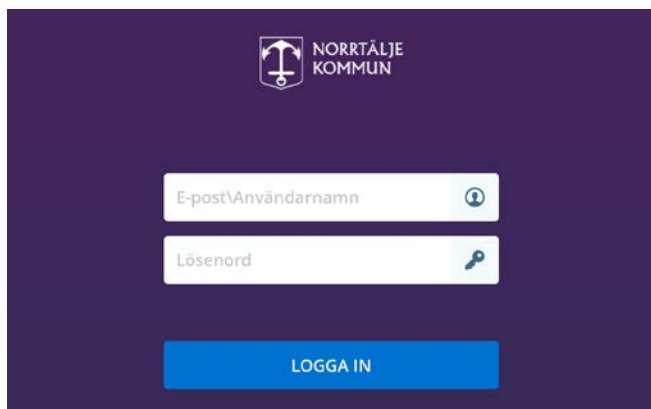 NORRTÄLJE
KOMMUN
E-post\Användarnamn
Lösenord
LOGGA IN